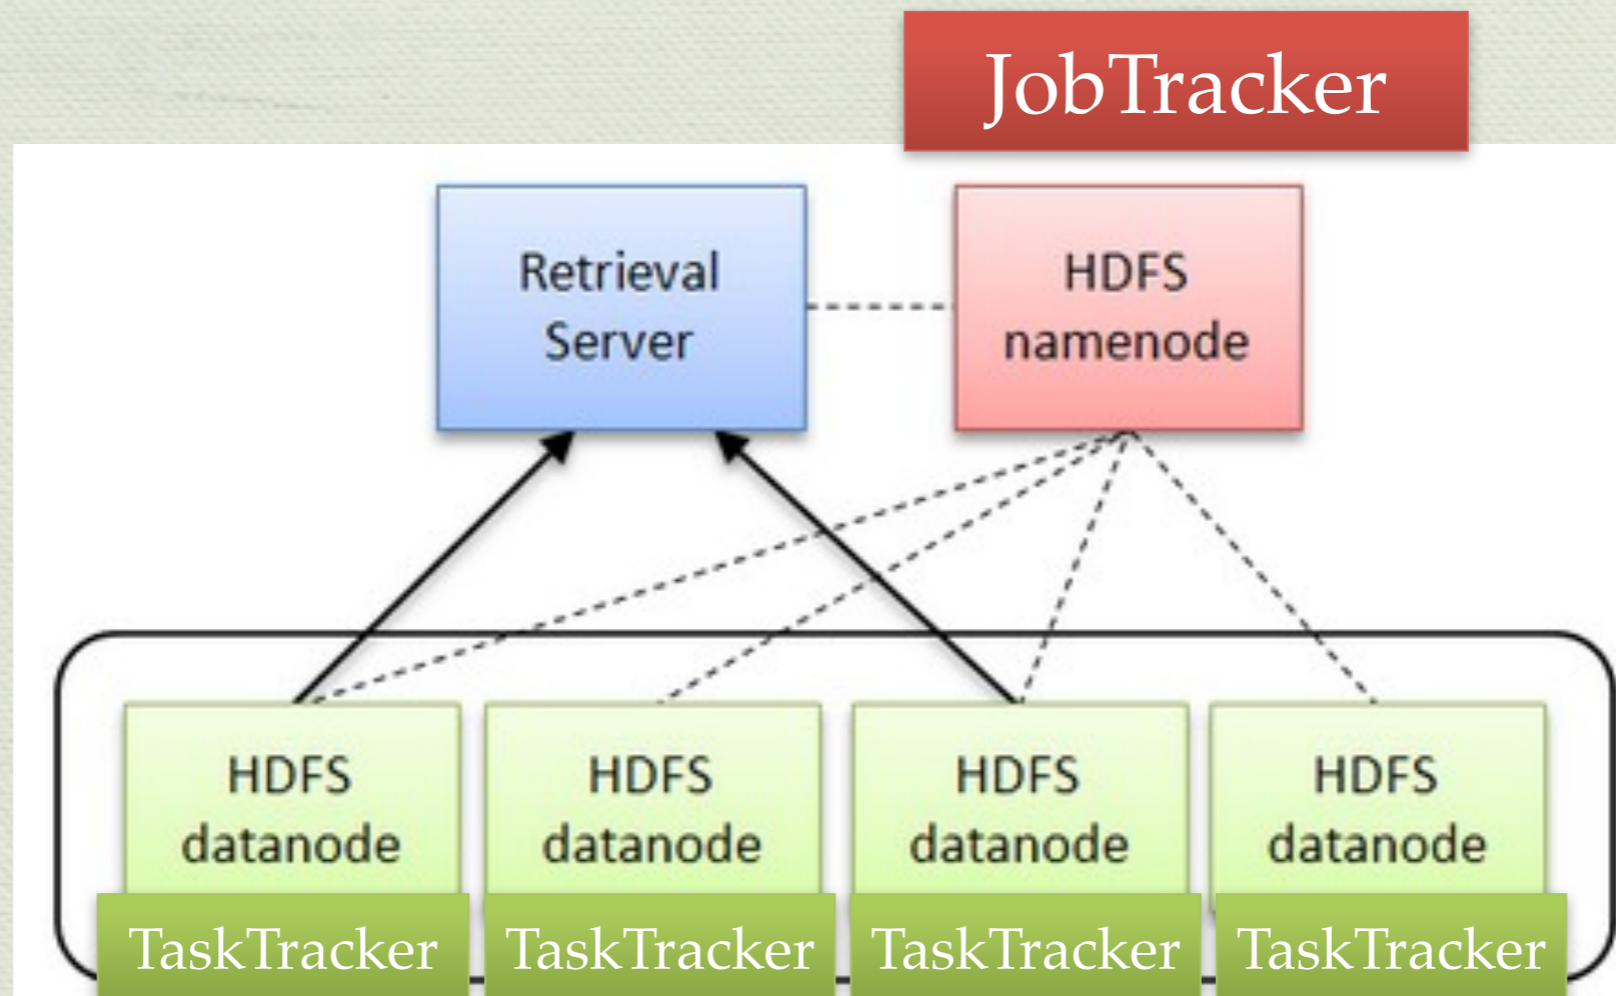 JobTracker
Retrieval
Server
HDFS
namenode
HDFS
datanode
HDFS
datanode
HDFS
datanode
HDFS
datanode
TaskTracker
TaskTracker
TaskTracker
TaskTracker